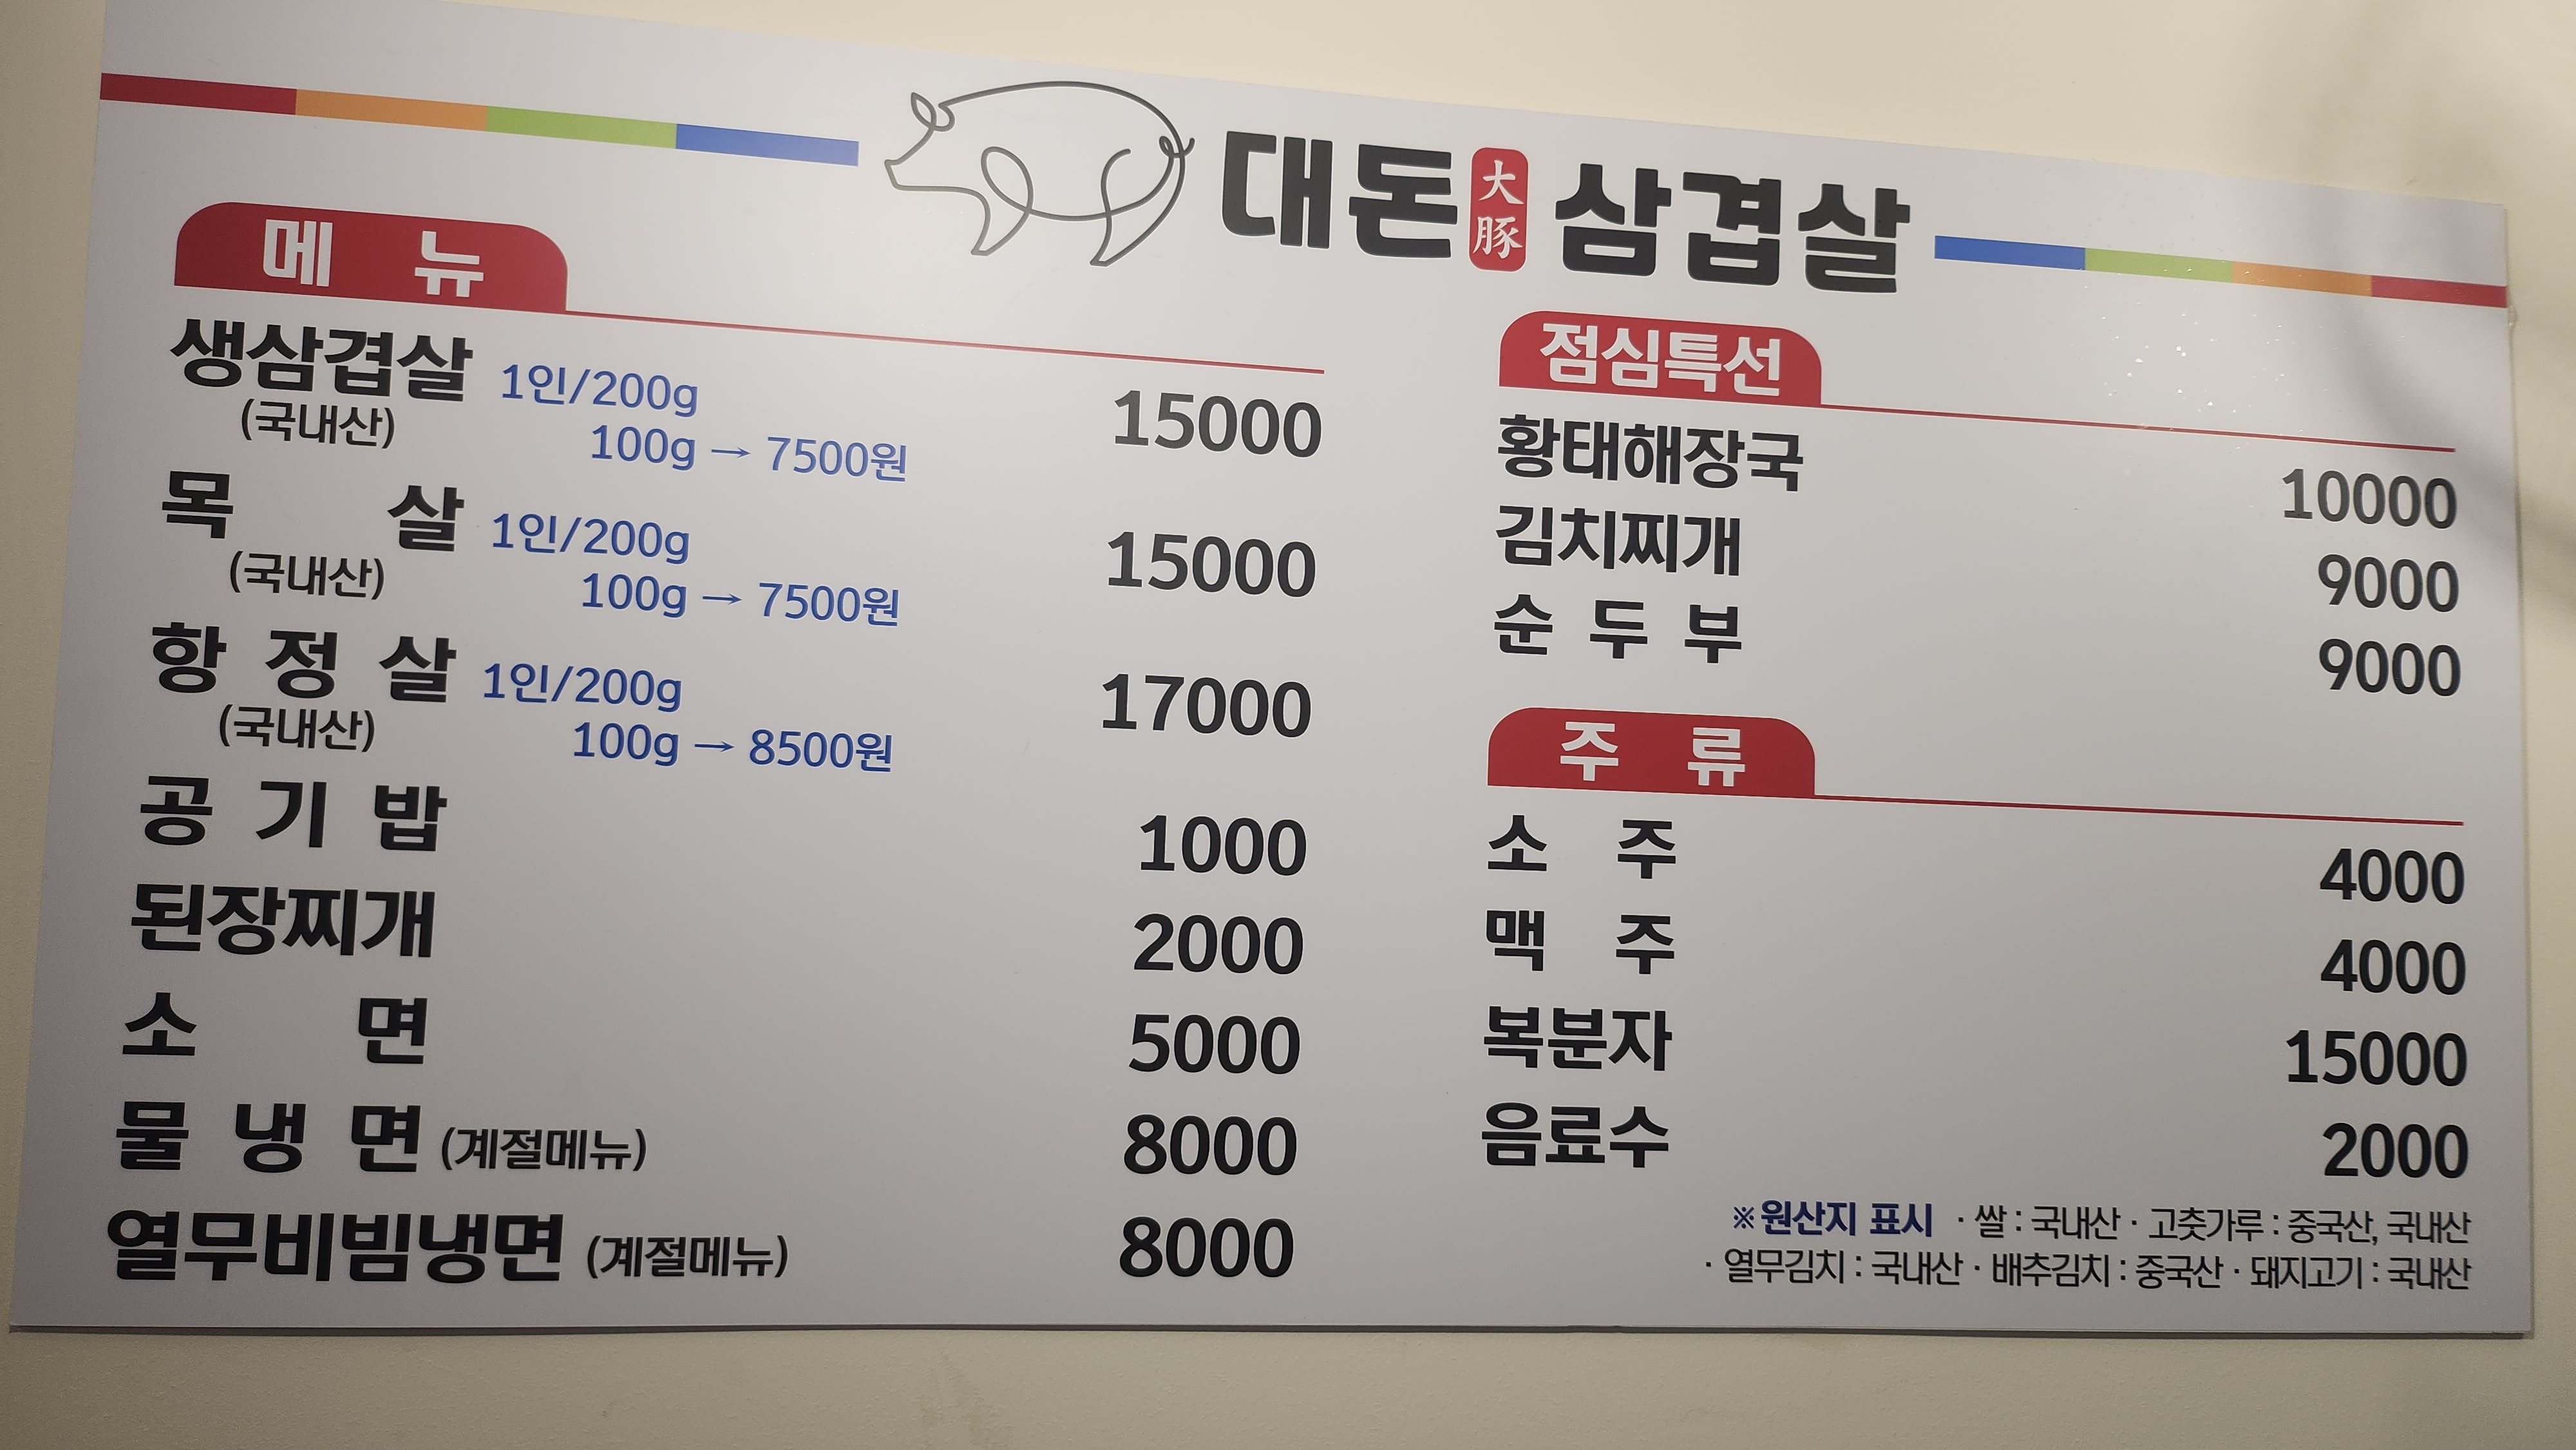 대돈 大豚 삼겹살
메 뉴
생삼겹살 1인/200g 15000
(국내산) 100g → 7500원
목 살 1인/200g 15000
(국내산) 100g → 7500원
항 정 살 1인/200g 17000
(국내산) 100g → 8500원
공 기 밥 1000
된장찌개 2000
소 면 5000
물 냉 면 (계절메뉴) 8000
열무비빔냉면 (계절메뉴) 8000
점심특선
황태해장국 10000
김치찌개 9000
순 두 부 9000
주 류
소 주 4000
맥 주 4000
복분자 15000
음료수 2000
※원산지 표시 · 쌀 : 국내산 · 고춧가루 : 중국산, 국내산
· 열무김치 : 국내산 · 배추김치 : 중국산 · 돼지고기 : 국내산